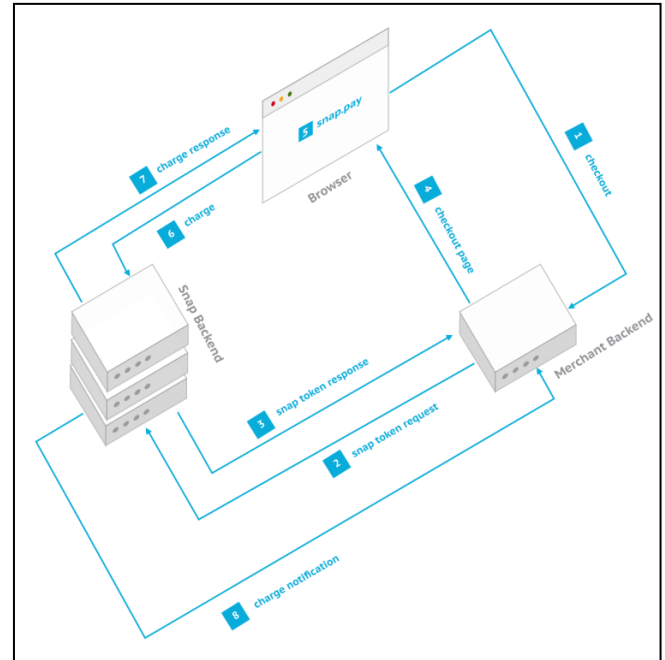 5 snap.pay
Browser
1 checkout
7 charge response
6 charge
4 checkout page
Snap Backend
Merchant Backend
3 snap token response
2 snap token request
8 charge notification